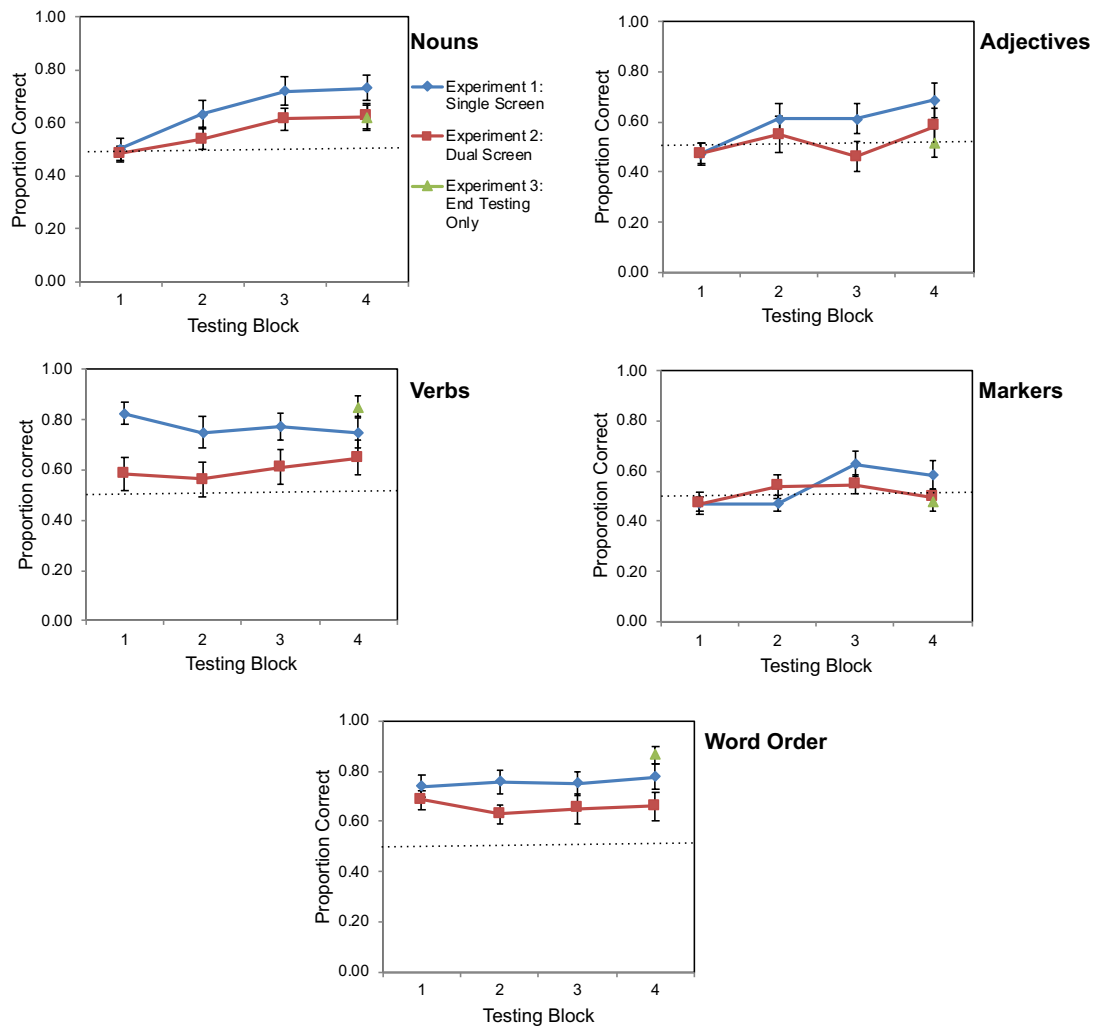 Nouns
1.00
0.80
0.60
0.40
0.20
0.00
Proportion Correct
1 2 3 4
Testing Block
Experiment 1:
Single Screen
Experiment 2:
Dual Screen
Experiment 3:
End Testing
Only
Adjectives
1.00
0.80
0.60
0.40
0.20
0.00
Proportion Correct
1 2 3 4
Testing Block
Verbs
1.00
0.80
0.60
0.40
0.20
0.00
Proportion correct
1 2 3 4
Testing Block
Markers
1.00
0.80
0.60
0.40
0.20
0.00
Proporotion Correct
1 2 3 4
Testing Block
Word Order
1.00
0.80
0.60
0.40
0.20
0.00
Proportion Correct
1 2 3 4
Testing Block